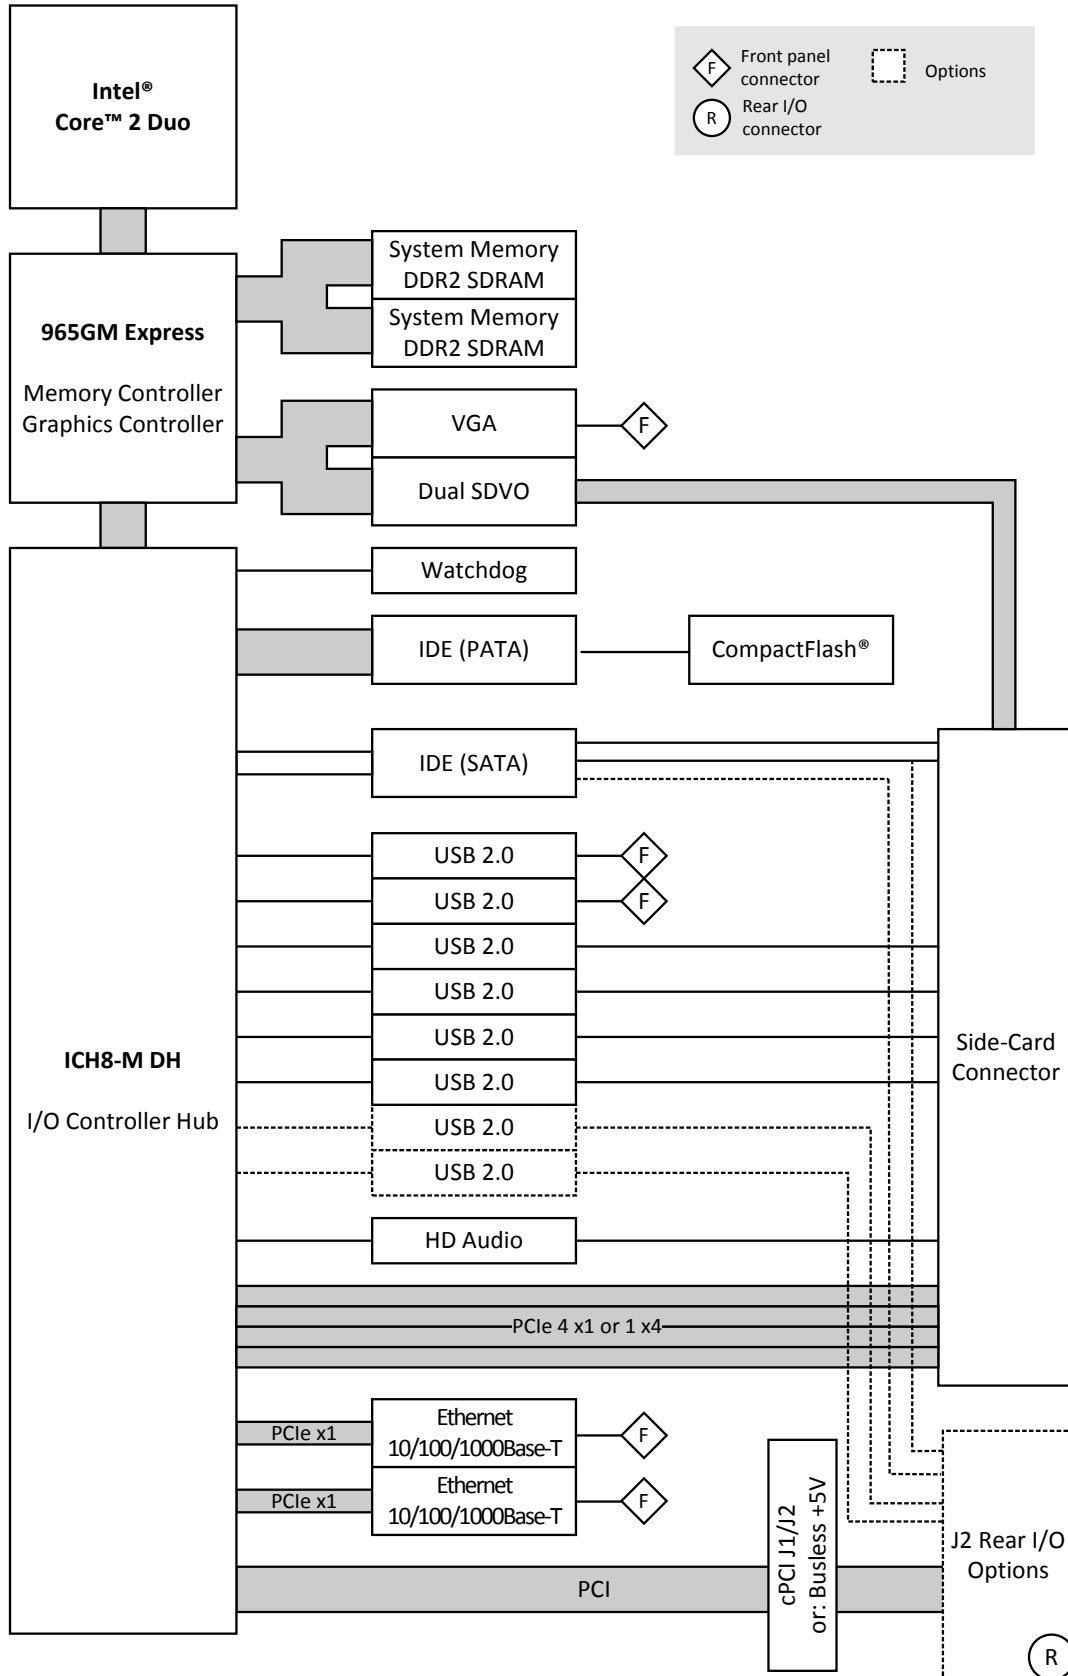 Intel®
Core™ 2 Duo
F
Front panel
connector
Options
R
Rear I/O
connector
965GM Express
Memory Controller
Graphics Controller
System Memory
DDR2 SDRAM
System Memory
DDR2 SDRAM
VGA
F
Dual SDVO
Watchdog
IDE (PATA)
CompactFlash®
IDE (SATA)
USB 2.0
F
USB 2.0
F
USB 2.0
USB 2.0
USB 2.0
USB 2.0
USB 2.0
USB 2.0
ICH8-M DH
I/O Controller Hub
Side-Card
Connector
HD Audio
PCIe 4 x1 or 1 x4
PCIe x1
Ethernet
10/100/1000Base-T
F
PCIe x1
Ethernet
10/100/1000Base-T
F
PCI
cPCI J1/J2
or: Busless +5V
J2 Rear I/O
Options
R